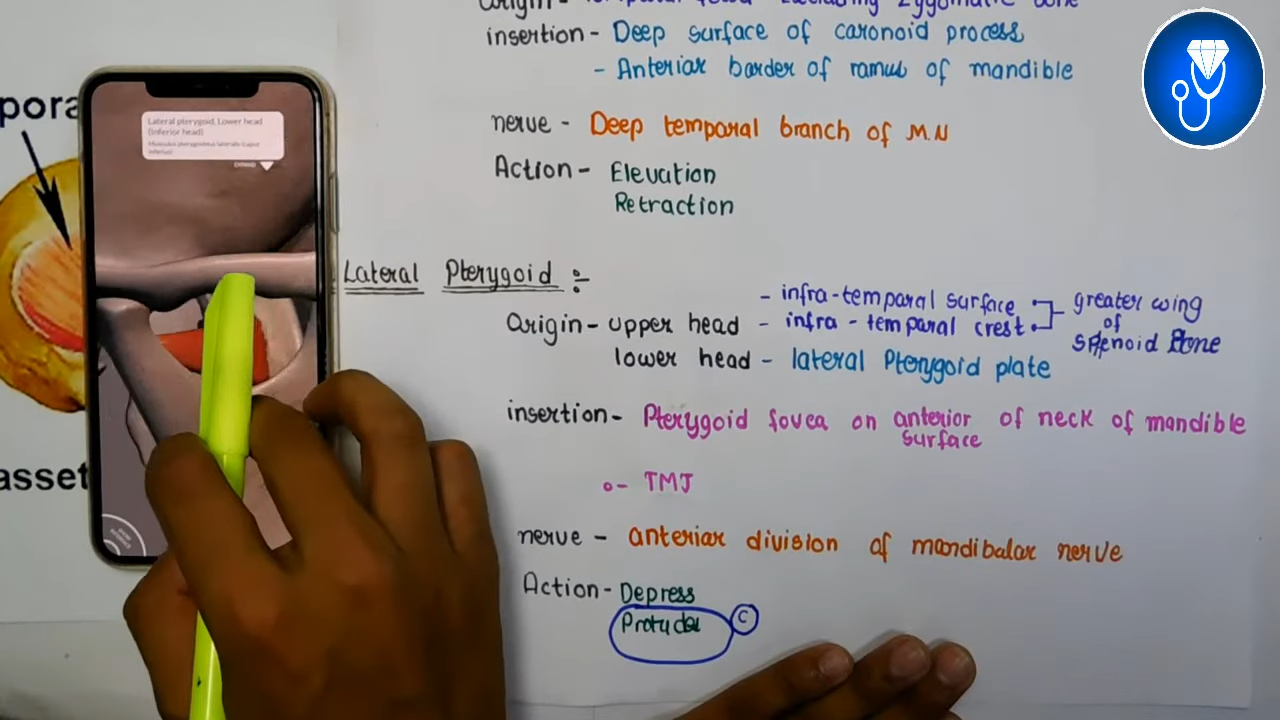 insertion - Deep surface of caronoid process
- Anterior border of ramus of mandible
nerve - Deep temporal branch of M.N
Action - Elevation
Retraction
pora
Lateral pterygoid, Lower head
(Inferior head)
asset
Lateral Pterygoid :-
Origin - upper head - infra-temporal surface
- infra-temporal crest
greater wing
of
Bone
lower head - lateral Pterygoid plate
insertion - Pterygoid fovea on anterior of neck of mandible
surface
o- TMJ
nerve - anterior division of mandibular nerve
Action - Depress
C